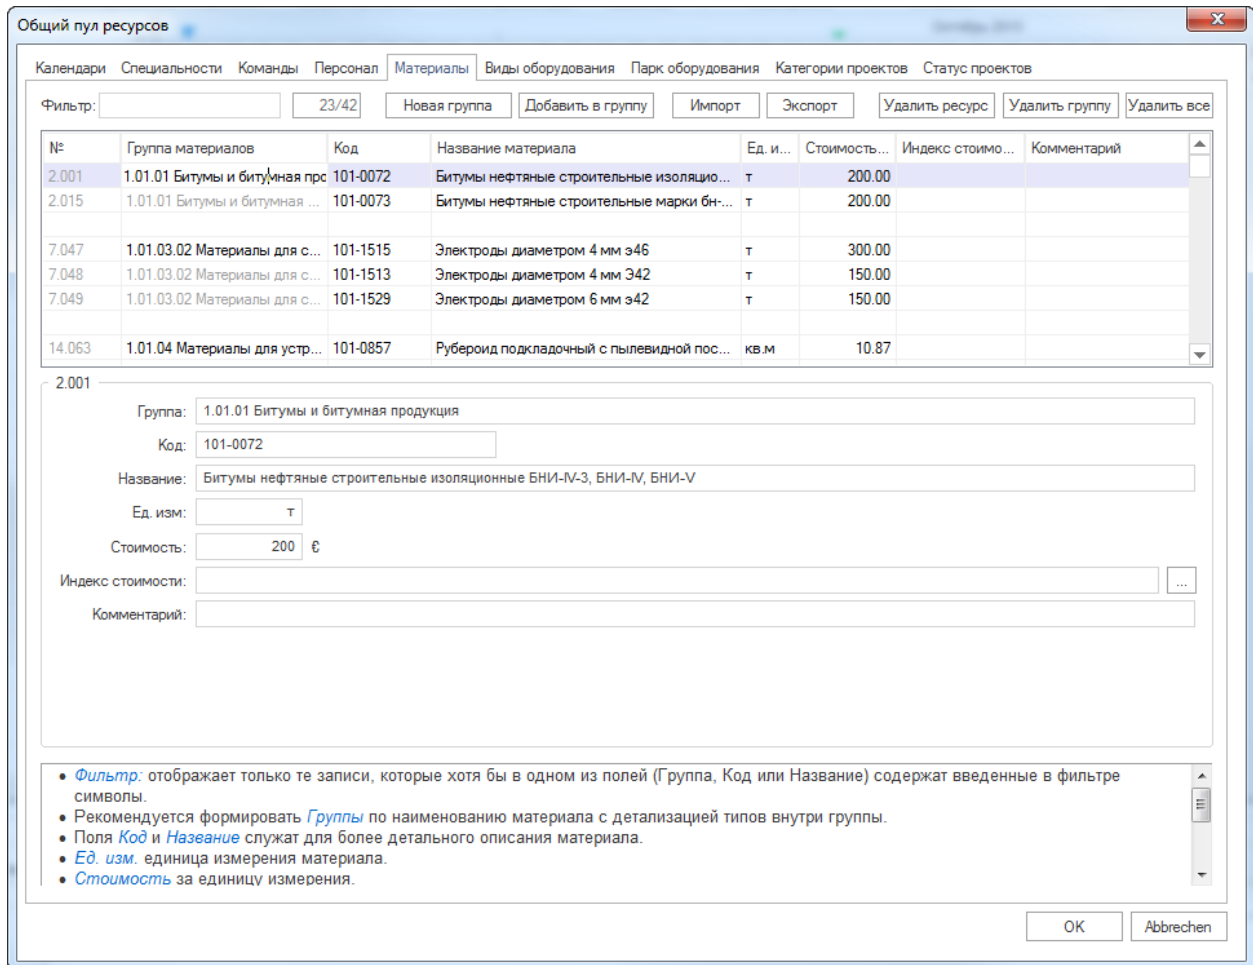 Общий пул ресурсов
Календари Специальности Команды Персонал Материалы Виды оборудования Парк оборудования Категории проектов Статус проектов
Фильтр: 23/42 Новая группа Добавить в группу Импорт Экспорт Удалить ресурс Удалить группу Удалить все
№ Группа материалов Код Название материала Ед. и... Стоимость... Индекс стоимо... Комментарий
2.001 1.01.01 Битумы и битумная прс 101-0072 Битумы нефтяные строительные изоляцио... т 200.00
2.015 1.01.01 Битумы и битумная ... 101-0073 Битумы нефтяные строительные марки бн-... т 200.00
7.047 1.01.03.02 Материалы для с... 101-1515 Электроды диаметром 4 мм э46 т 300.00
7.048 1.01.03.02 Материалы для с... 101-1513 Электроды диаметром 4 мм Э42 т 150.00
7.049 1.01.03.02 Материалы для с... 101-1529 Электроды диаметром 6 мм э42 т 150.00
14.063 1.01.04 Материалы для устр... 101-0857 Рубероид подкладочный с пылевидной пос... кв.м 10.87
2.001
Группа: 1.01.01 Битумы и битумная продукция
Код: 101-0072
Название: Битумы нефтяные строительные изоляционные БНИ-IV-3, БНИ-IV, БНИ-V
Ед. изм: т
Стоимость: 200 €
Индекс стоимости: ...
Комментарий:
• Фильтр: отображает только те записи, которые хотя бы в одном из полей (Группа, Код или Название) содержат введенные в фильтре
символы.
• Рекомендуется формировать Группы по наименованию материала с детализацией типов внутри группы.
• Поля Код и Название служат для более детального описания материала.
• Ед. изм. единица измерения материала.
• Стоимость за единицу измерения.
OK Abbrechen